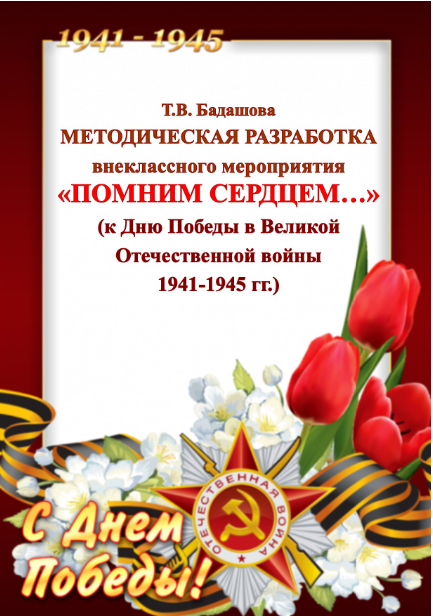 1941 - 1945
Т.В. Бадашова
МЕТОДИЧЕСКАЯ РАЗРАБОТКА
внеклассного мероприятия
«ПОМНИМ СЕРДЦЕМ…»
(к Дню Победы в Великой
Отечественной войны
1941-1945 гг.)
ОТЕЧЕСТВЕННАЯ ВОЙНА
С Днем
Победы!